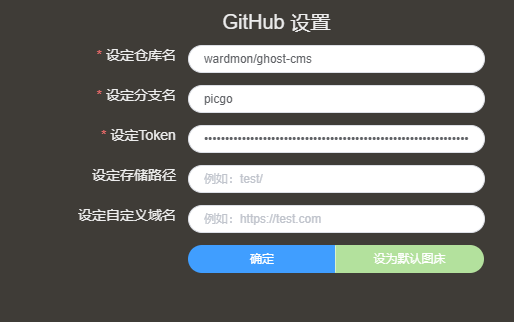 GitHub 设置
* 设定仓库名 wardmon/ghost-cms
* 设定分支名 picgo
* 设定Token ••••••••••••••••••••••••••••••••••••••••••••••••••••••••••••••
设定存储路径 例如：test/
设定自定义域名 例如：https://test.com
确定 设为默认图床